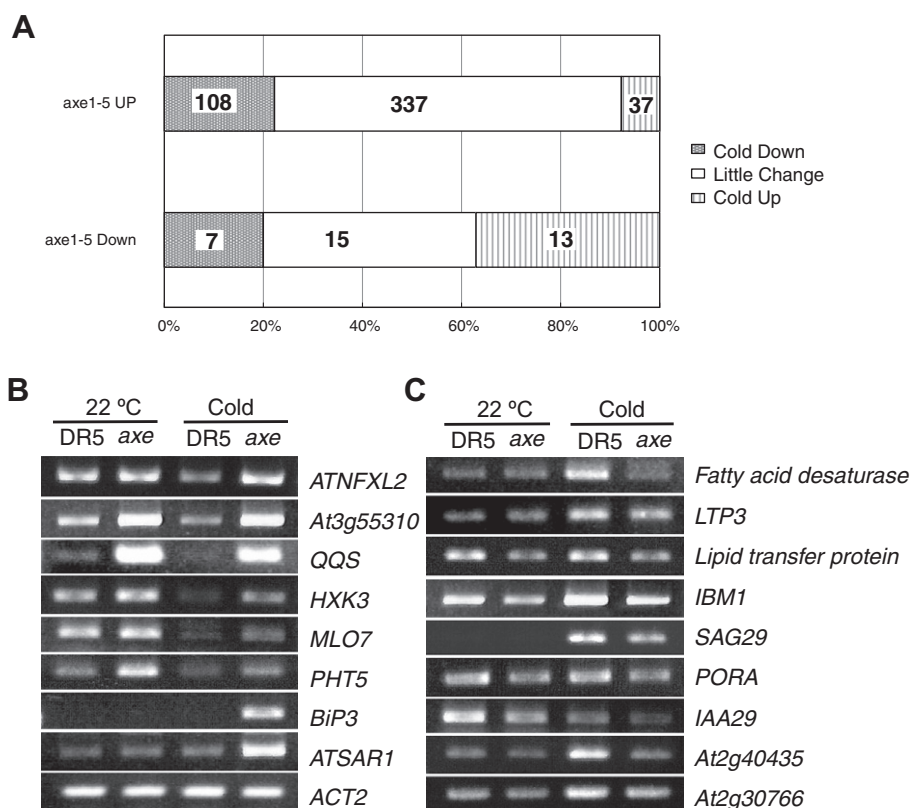 A
axe1-5 UP
108
337
37
axe1-5 Down
7
15
13
Cold Down
Little Change
Cold Up
0%
20%
40%
60%
80%
100%
B
22 ºC
Cold
DR5
axe
DR5
axe
ATNFXL2
At3g55310
QQS
HXK3
MLO7
PHT5
BiP3
ATSAR1
ACT2
C
22 ºC
Cold
DR5
axe
DR5
axe
Fatty acid desaturase
LTP3
Lipid transfer protein
IBM1
SAG29
PORA
IAA29
At2g40435
At2g30766